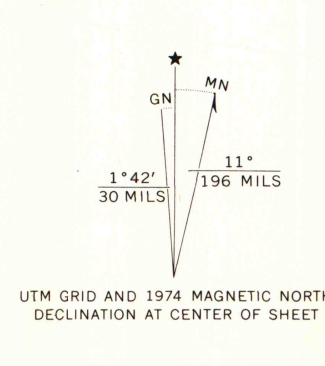 MN
GN
1°42'
30 MILS
11°
196 MILS
UTM GRID AND 1974 MAGNETIC NORTH
DECLINATION AT CENTER OF SHEET